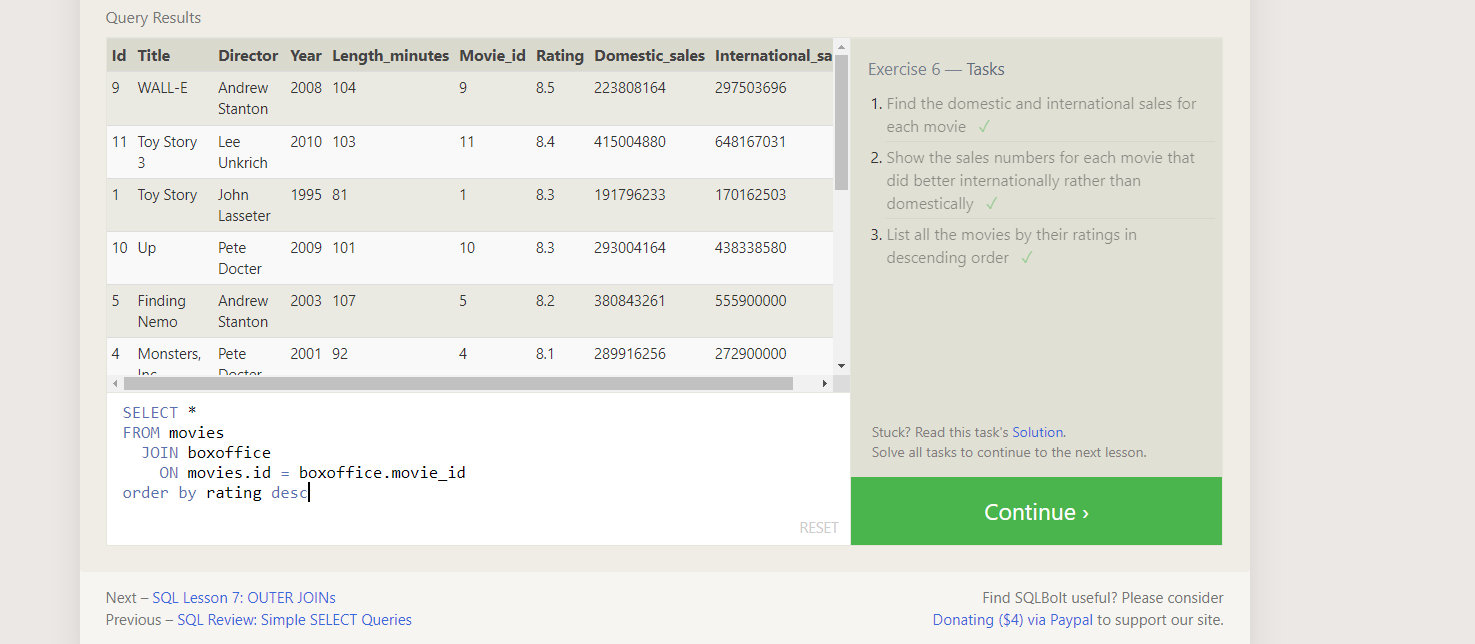 Query Results
Id Title Director Year Length_minutes Movie_id Rating Domestic_sales International_sa
9 WALL-E Andrew Stanton 2008 104 9 8.5 223808164 297503696
11 Toy Story 3 Lee Unkrich 2010 103 11 8.4 415004880 648167031
1 Toy Story John Lasseter 1995 81 1 8.3 191796233 170162503
10 Up Pete Docter 2009 101 10 8.3 293004164 438338580
5 Finding Nemo Andrew Stanton 2003 107 5 8.2 380843261 555900000
4 Monsters, Inc. Pete Docter 2001 92 4 8.1 289916256 272900000
SELECT *
FROM movies
JOIN boxoffice
ON movies.id = boxoffice.movie_id
order by rating desc
RESET
Exercise 6 — Tasks
1. Find the domestic and international sales for
each movie ✓
2. Show the sales numbers for each movie that
did better internationally rather than
domestically ✓
3. List all the movies by their ratings in
descending order ✓
Stuck? Read this task's Solution.
Solve all tasks to continue to the next lesson.
Continue ›
Next – SQL Lesson 7: OUTER JOINs
Previous – SQL Review: Simple SELECT Queries
Find SQLBolt useful? Please consider
Donating ($4) via Paypal to support our site.